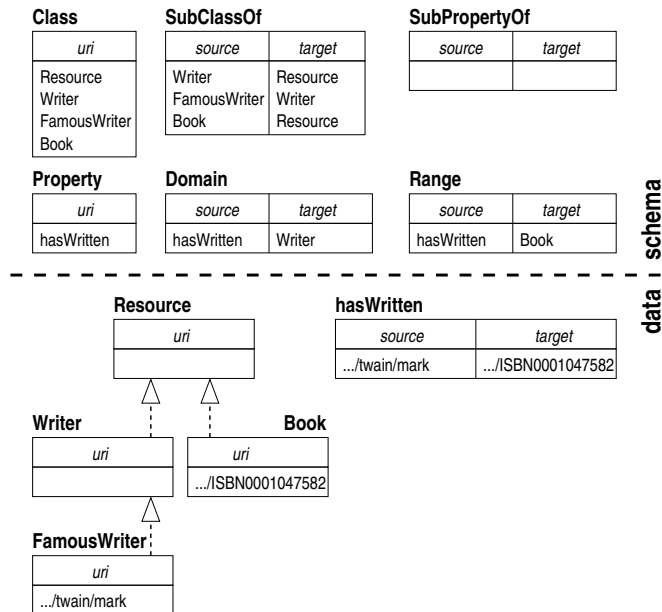 Class SubClassOf SubPropertyOf
uri source target source target
Resource Writer Resource
Writer FamousWriter Writer
FamousWriter Book Resource
Book
Property Domain Range
uri source target source target
hasWritten hasWritten Writer hasWritten Book
schema
data
Resource hasWritten
uri source target
.../twain/mark .../ISBN0001047582
Writer Book
uri uri
.../ISBN0001047582
FamousWriter
uri
.../twain/mark